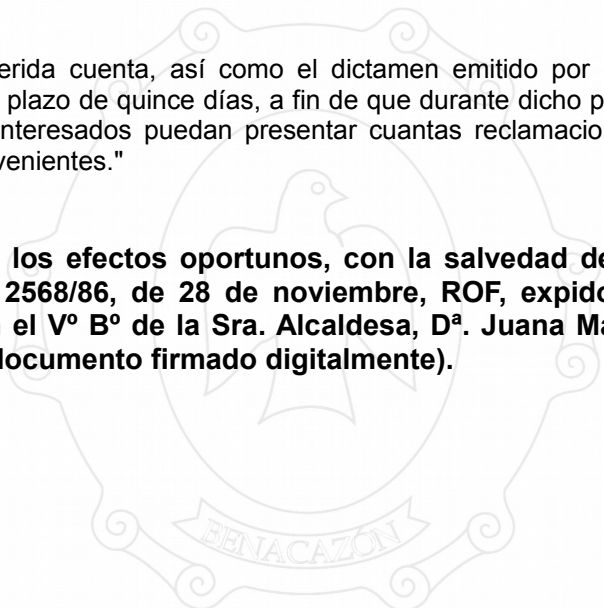 erida cuenta, así como el dictamen emitido por
plazo de quince días, a fin de que durante dicho p
nteresados puedan presentar cuantas reclamacio
venientes."
los efectos oportunos, con la salvedad de
2568/86, de 28 de noviembre, ROF, expido
el Vº Bº de la Sra. Alcaldesa, Dª. Juana Ma
documento firmado digitalmente).
BENACAZÓN